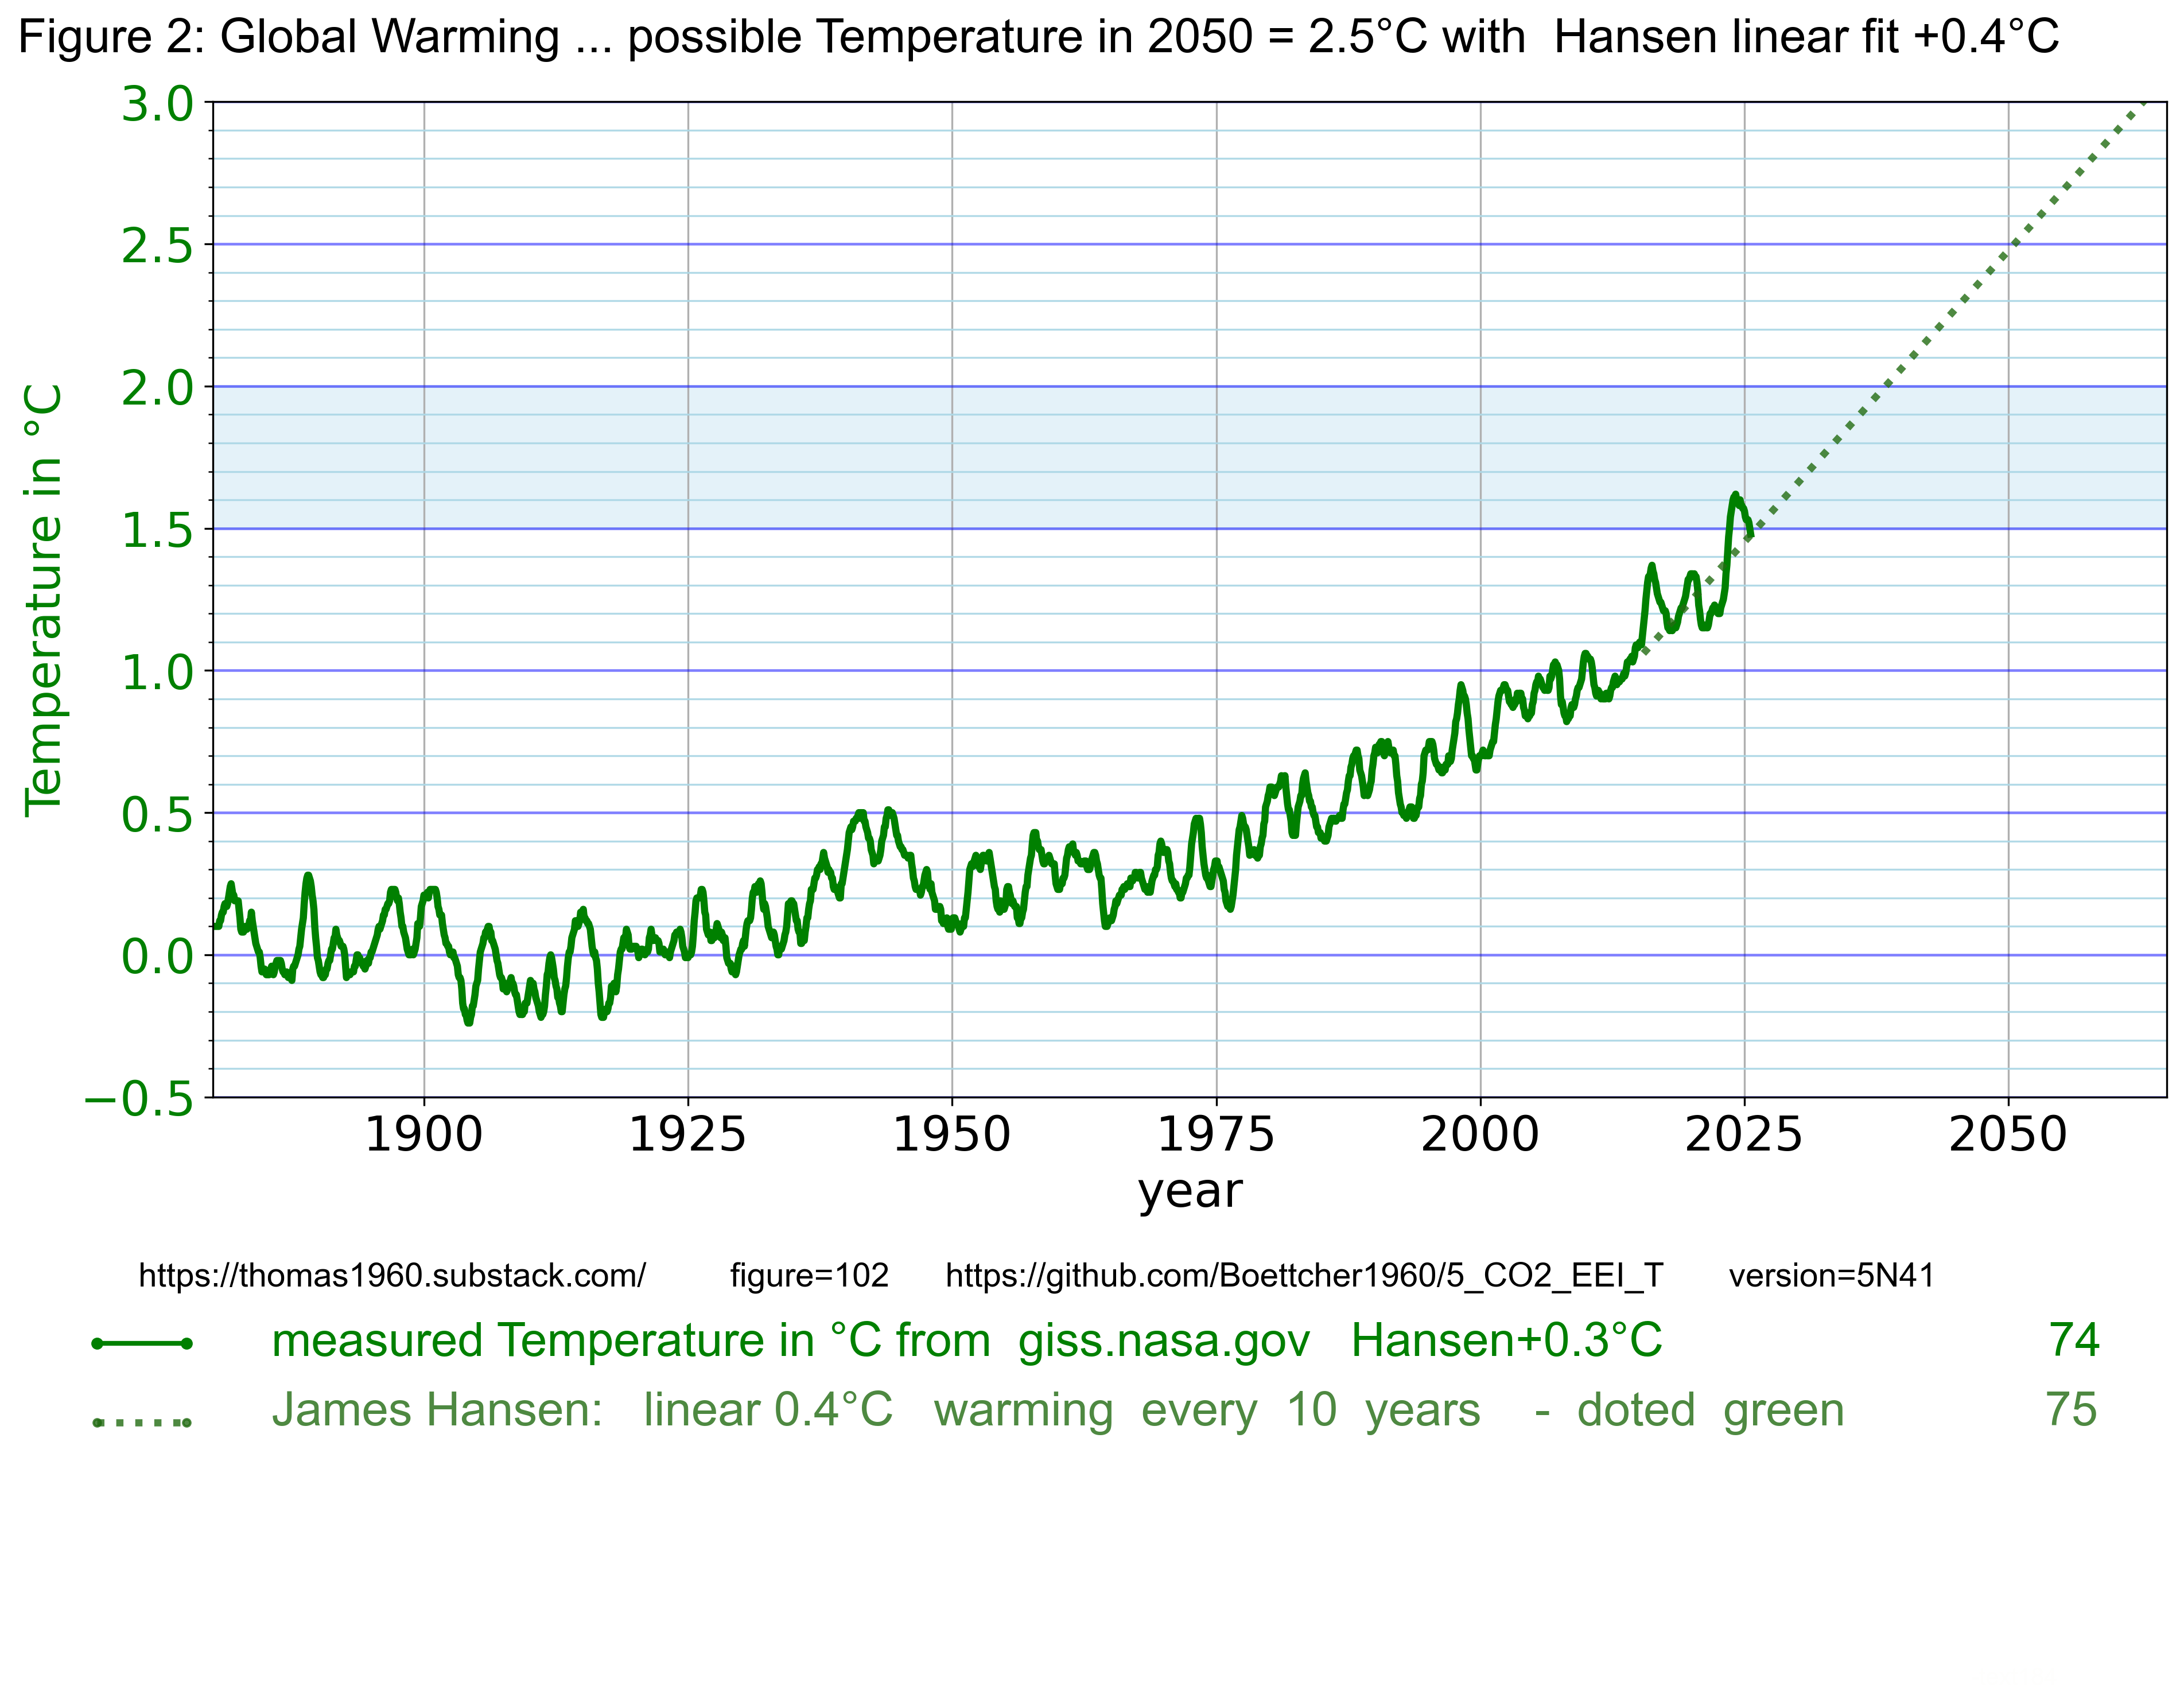 Figure 2: Global Warming ... possible Temperature in 2050 = 2.5°C with  Hansen linear fit +0.4°C
3.0
2.5
2.0
1.5
1.0
0.5
0.0
−0.5
Temperature in °C
1900 1925 1950 1975 2000 2025 2050
year
https://thomas1960.substack.com/ figure=102 https://github.com/Boettcher1960/5_CO2_EEI_T version=5N41
measured Temperature in °C from  giss.nasa.gov   Hansen+0.3°C 74
James Hansen:   linear 0.4°C   warming  every  10  years    -  doted  green 75